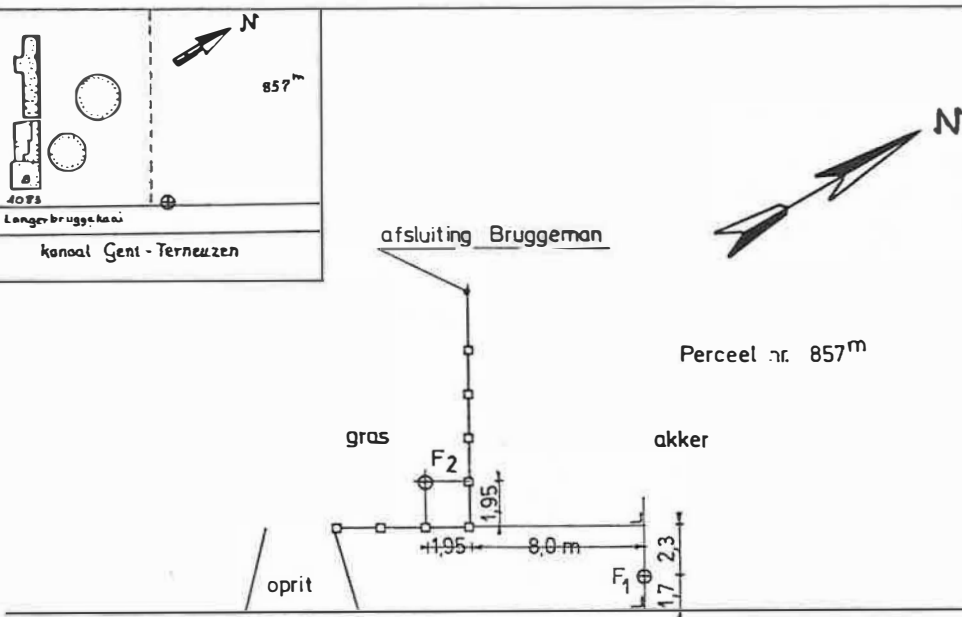 N
857m
B
1083
Langerbruggekaai
kanaal Gent - Terneuzen
N
afsluiting Bruggeman
Perceel nr. 857m
gras
akker
F2
1,95
1,95
8,0 m
2,3
F1
1,7
oprit